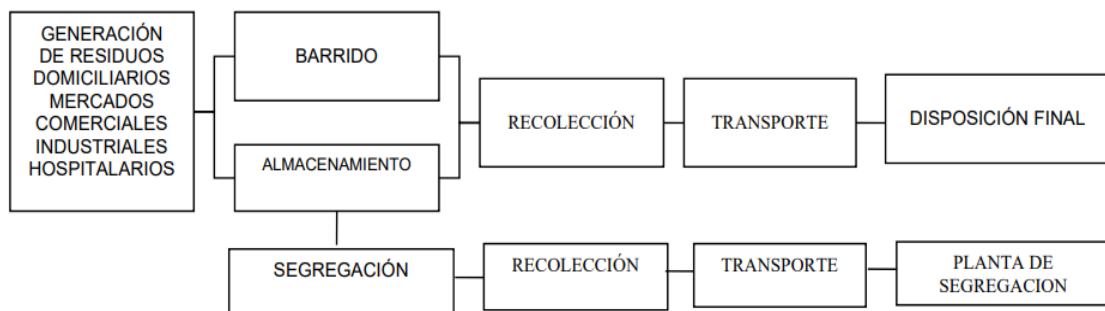 GENERACIÓN
DE RESIDUOS
DOMICILIARIOS
MERCADOS
COMERCIALES
INDUSTRIALES
HOSPITALARIOS
BARRIDO
ALMACENAMIENTO
RECOLECCIÓN
TRANSPORTE
DISPOSICIÓN FINAL
SEGREGACIÓN
RECOLECCIÓN
TRANSPORTE
PLANTA DE
SEGREGACION